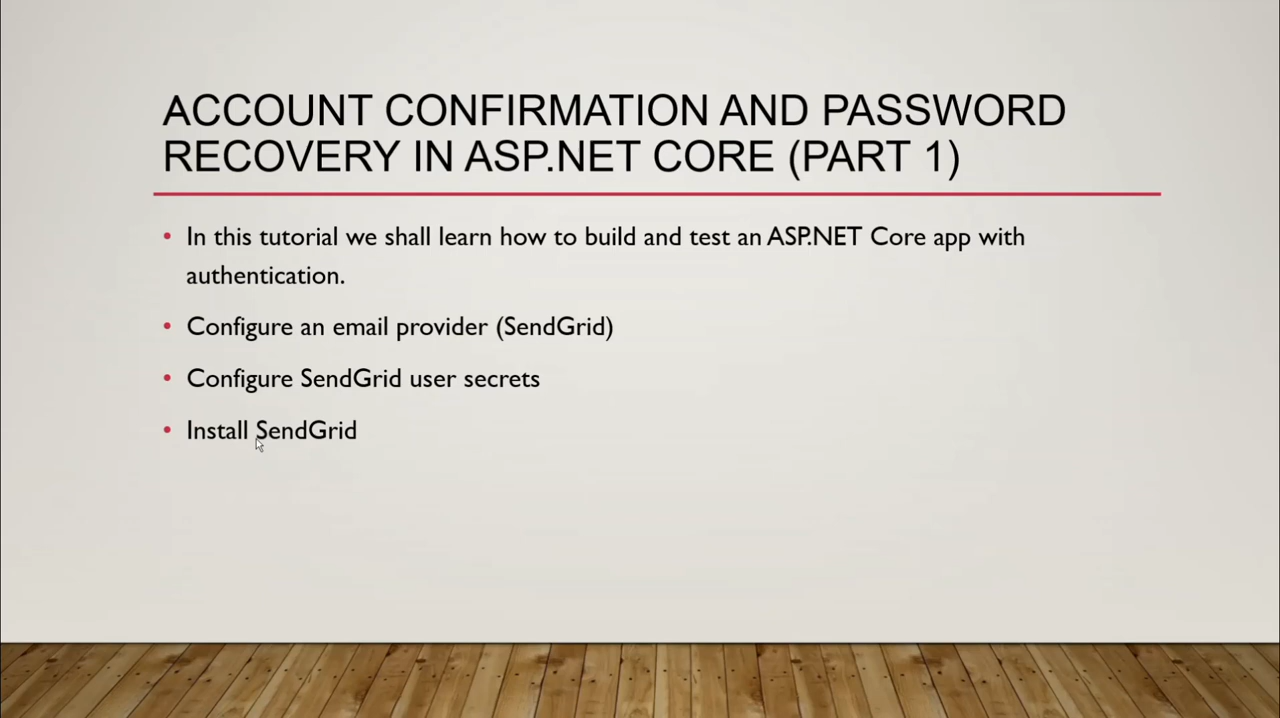 ACCOUNT CONFIRMATION AND PASSWORD
RECOVERY IN ASP.NET CORE (PART 1)
• In this tutorial we shall learn how to build and test an ASP.NET Core app with
authentication.
• Configure an email provider (SendGrid)
• Configure SendGrid user secrets
• Install SendGrid